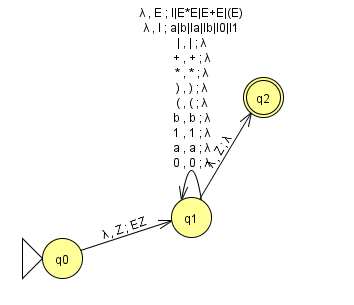 λ , E ; I|E*E|E+E|(E)
λ , I ; a|b|Ia|Ib|I0|I1
| , | ; λ
+ , + ; λ
* , * ; λ
) , ) ; λ
( , ( ; λ
b , b ; λ
1 , 1 ; λ
a , a ; λ
0 , 0 ; λ
λ , Z ; λ
q2
q1
λ , Z ; EZ
q0